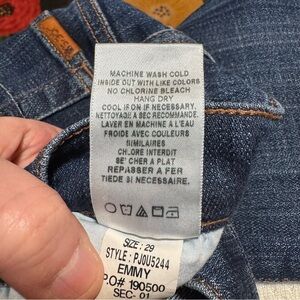 MACHINE WASH COLD
INSIDE OUT WITH LIKE COLORS
NO CHLORINE BLEACH
HANG DRY
COOL IF ON IF NECESSARY.
NETTOYAGE A SEC RECOMMANDE.
LAVER EN MACHINE A L'EAU
FROIDE AVEC COULEURS
SIMILAIRES
CHLORE INTERDIT
SE' CHER A PLAT
REPASSER A FER
TIEDE SI NECESSAIRE.
SIZE: 29
STYLE: PJ0U5244
EMMY
P.O# 190500
SEC- 01